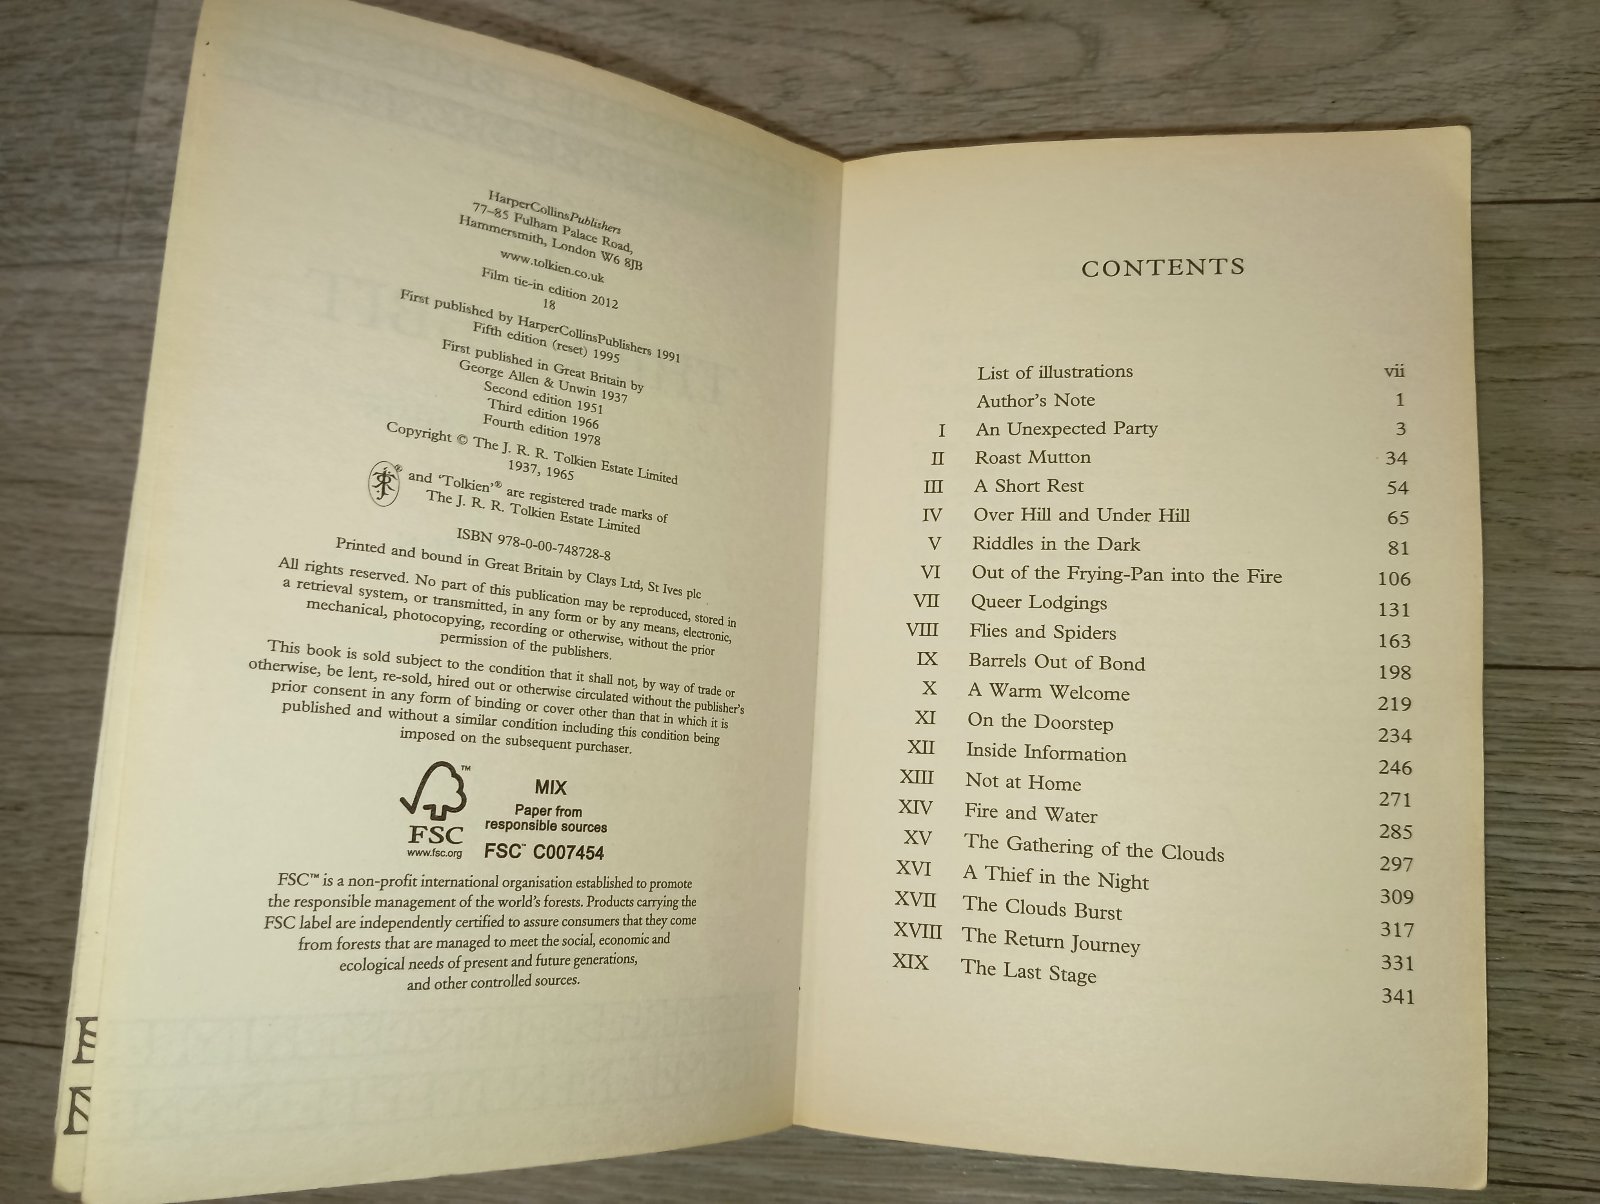 HarperCollinsPublishers
77–85 Fulham Palace Road,
Hammersmith, London W6 8JB
www.tolkien.co.uk
Film tie-in edition 2012
18
First published by HarperCollinsPublishers 1991
Fifth edition (reset) 1995
First published in Great Britain by
George Allen & Unwin 1937
Second edition 1951
Third edition 1966
Fourth edition 1978
Copyright © The J. R. R. Tolkien Estate Limited
1937, 1965
® and ‘Tolkien’® are registered trade marks of
The J. R. R. Tolkien Estate Limited
ISBN 978-0-00-748728-8
Printed and bound in Great Britain by Clays Ltd, St Ives plc
All rights reserved. No part of this publication may be reproduced, stored in
a retrieval system, or transmitted, in any form or by any means, electronic,
mechanical, photocopying, recording or otherwise, without the prior
permission of the publishers.
This book is sold subject to the condition that it shall not, by way of trade or
otherwise, be lent, re-sold, hired out or otherwise circulated without the publisher’s
prior consent in any form of binding or cover other than that in which it is
published and without a similar condition including this condition being
imposed on the subsequent purchaser.
™
FSC
www.fsc.org
MIX
Paper from
responsible sources
FSC™ C007454
FSC™ is a non-profit international organisation established to promote
the responsible management of the world’s forests. Products carrying the
FSC label are independently certified to assure consumers that they come
from forests that are managed to meet the social, economic and
ecological needs of present and future generations,
and other controlled sources.
CONTENTS
List of illustrations vii
Author’s Note 1
I An Unexpected Party 3
II Roast Mutton 34
III A Short Rest 54
IV Over Hill and Under Hill 65
V Riddles in the Dark 81
VI Out of the Frying-Pan into the Fire 106
VII Queer Lodgings 131
VIII Flies and Spiders 163
IX Barrels Out of Bond 198
X A Warm Welcome 219
XI On the Doorstep 234
XII Inside Information 246
XIII Not at Home 271
XIV Fire and Water 285
XV The Gathering of the Clouds 297
XVI A Thief in the Night 309
XVII The Clouds Burst 317
XVIII The Return Journey 331
XIX The Last Stage 341